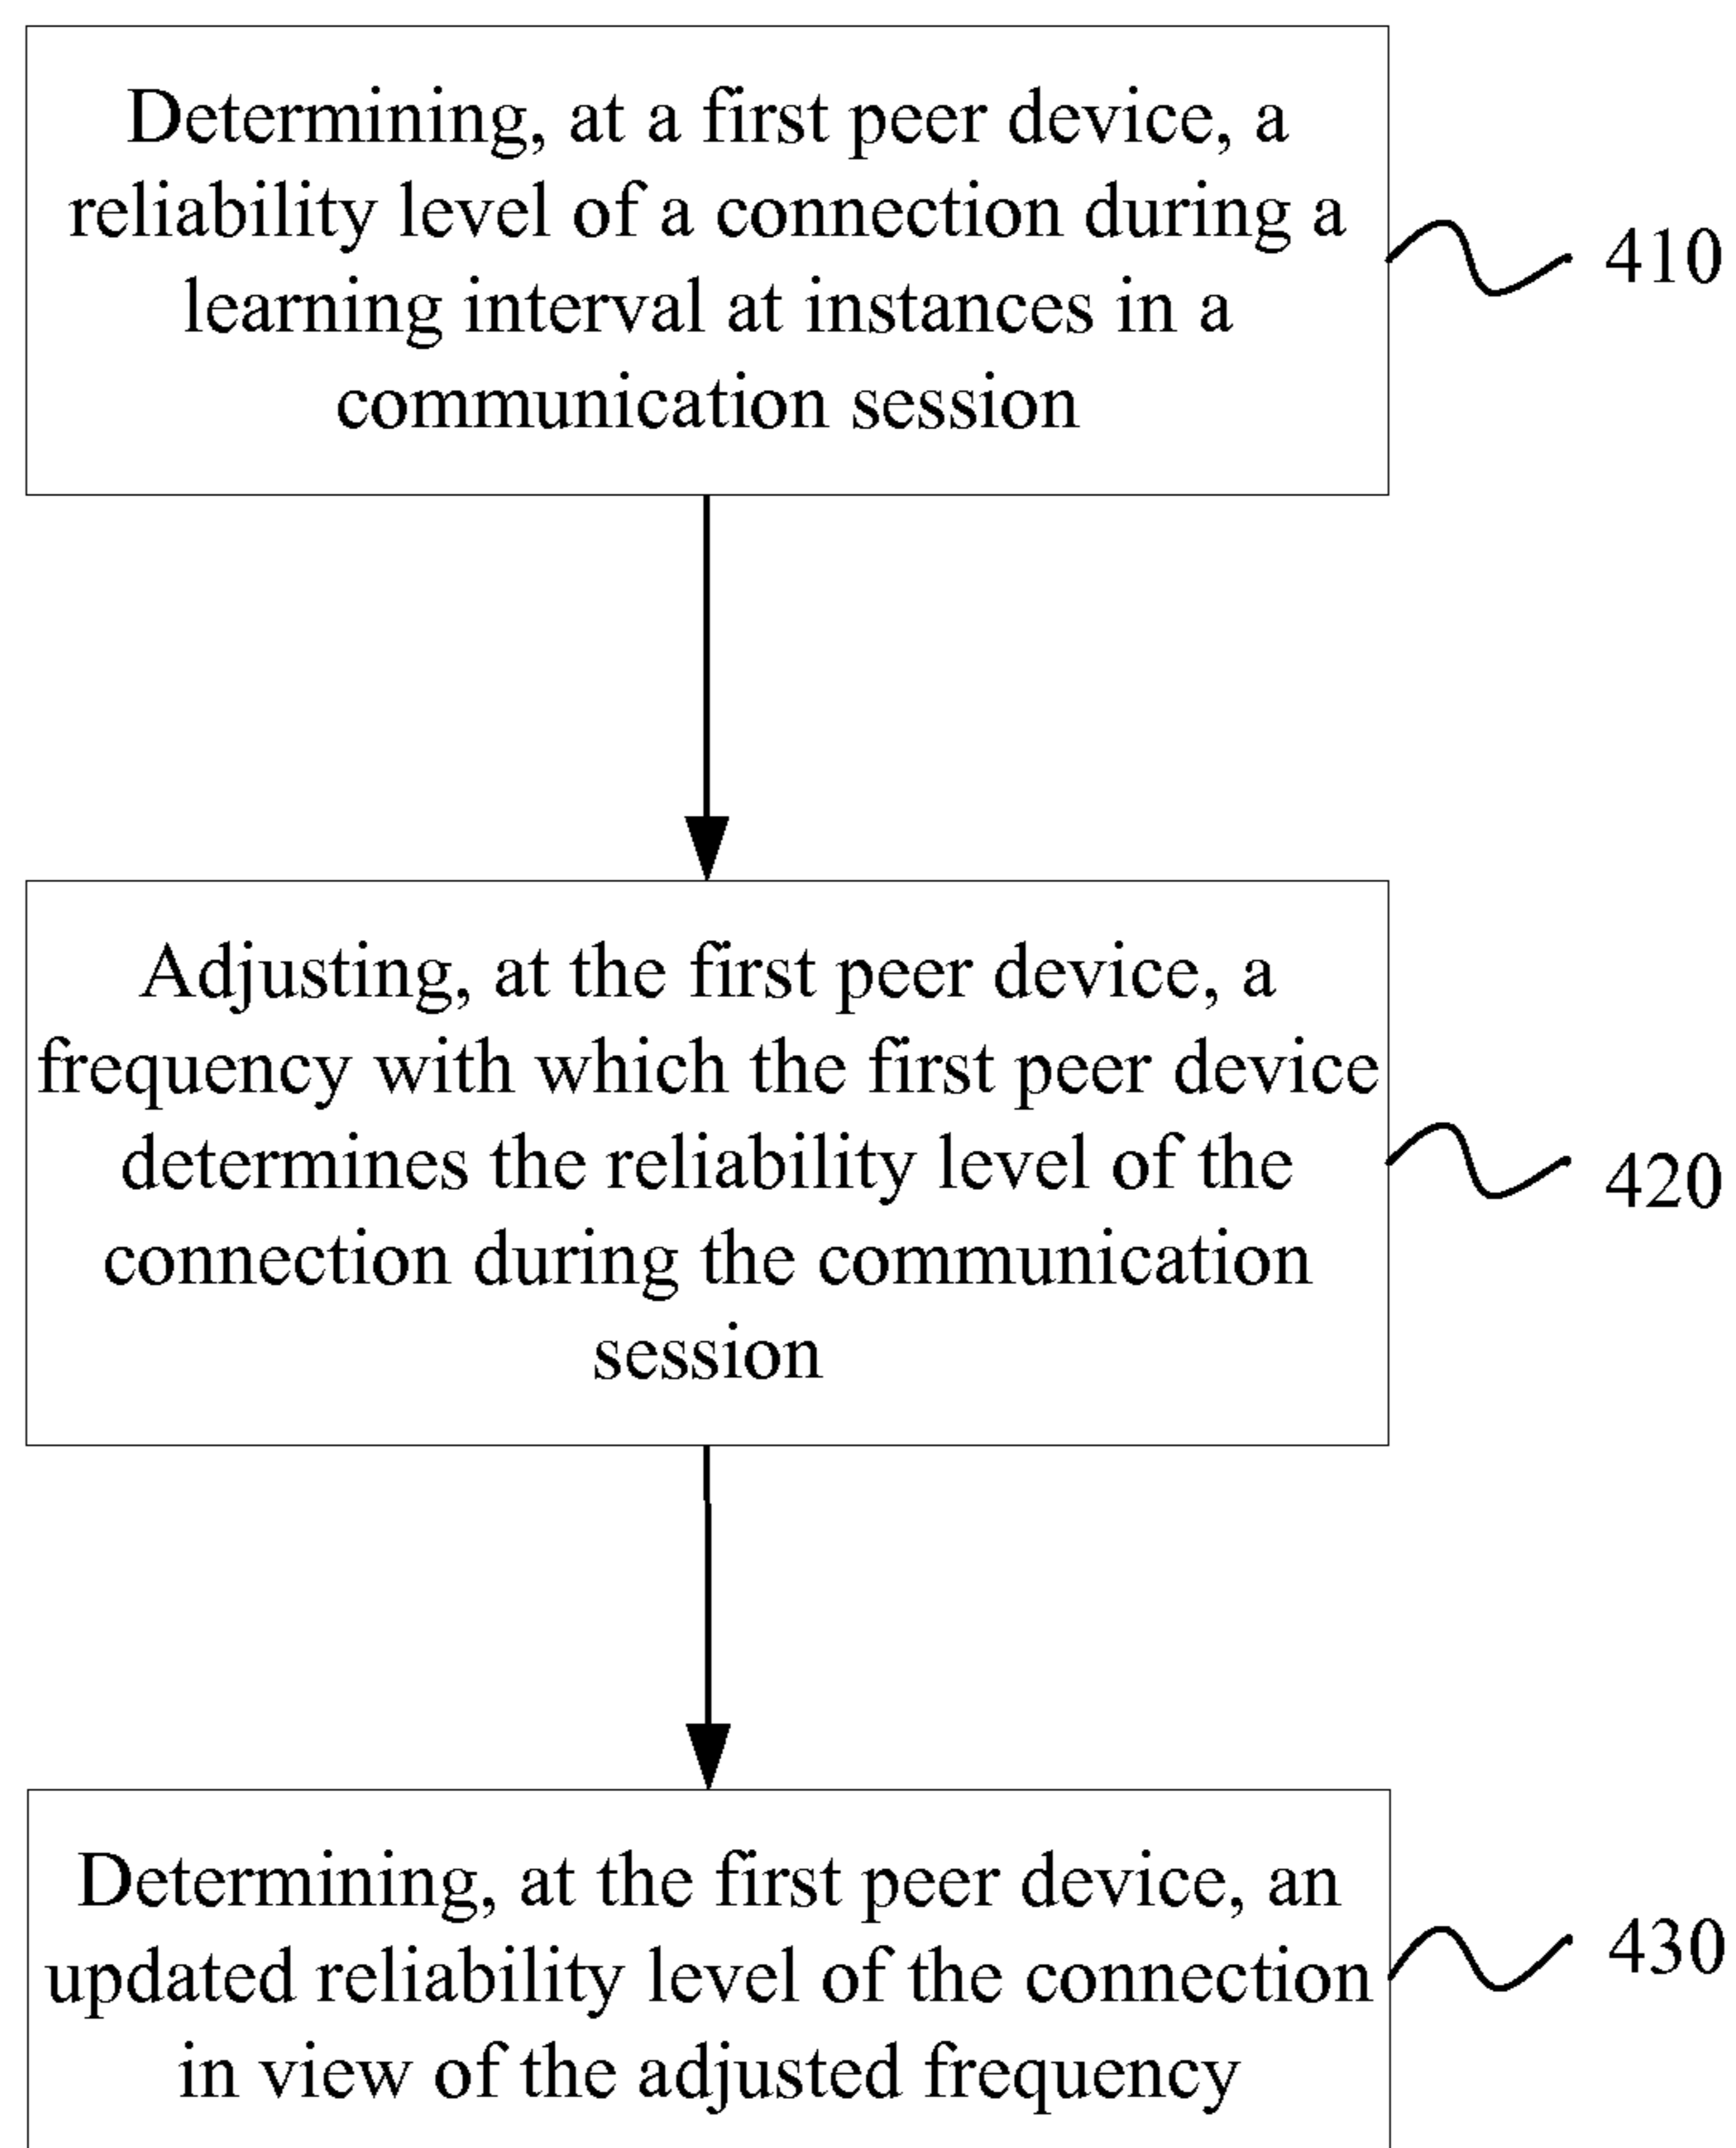 Determining, at a first peer device, a
reliability level of a connection during a
learning interval at instances in a
communication session
410
Adjusting, at the first peer device, a
frequency with which the first peer device
determines the reliability level of the
connection during the communication
session
420
Determining, at the first peer device, an
updated reliability level of the connection
in view of the adjusted frequency
430